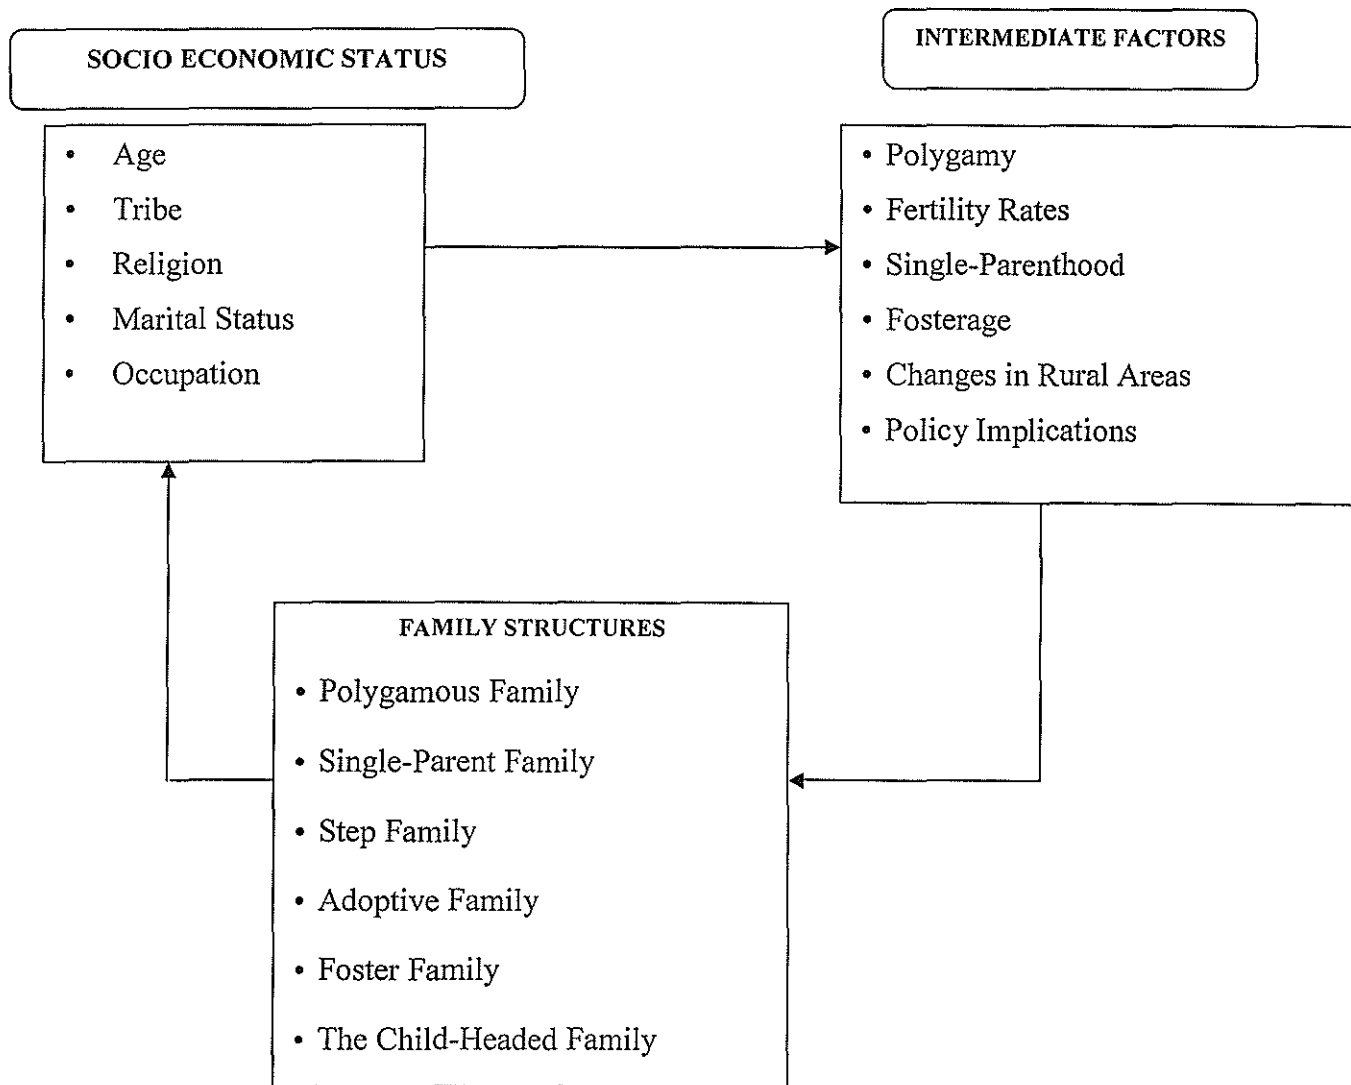 SOCIO ECONOMIC STATUS
• Age
• Tribe
• Religion
• Marital Status
• Occupation
INTERMEDIATE FACTORS
• Polygamy
• Fertility Rates
• Single-Parenthood
• Fosterage
• Changes in Rural Areas
• Policy Implications
FAMILY STRUCTURES
• Polygamous Family
• Single-Parent Family
• Step Family
• Adoptive Family
• Foster Family
• The Child-Headed Family